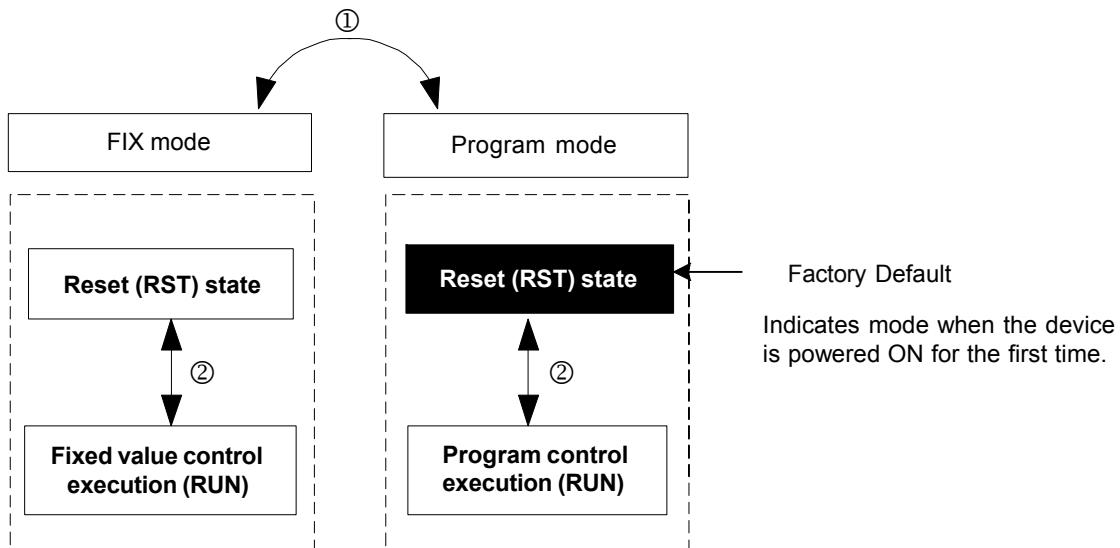 ①
FIX mode
Program mode
Reset (RST) state
Reset (RST) state
Factory Default
Indicates mode when the device
is powered ON for the first time.
②
②
Fixed value control
execution (RUN)
Program control
execution (RUN)